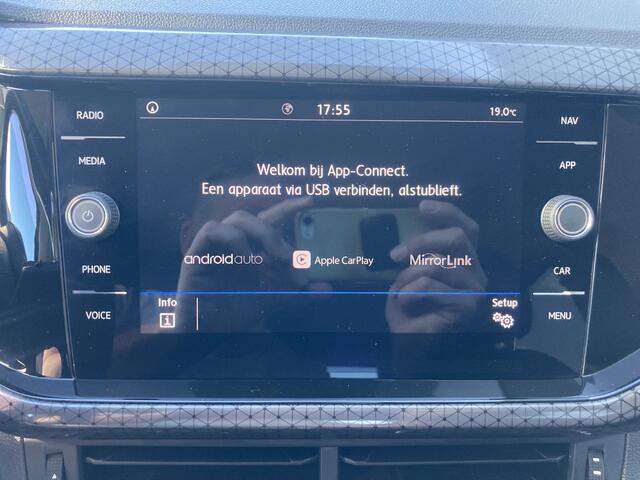 17:55
19.0°C
RADIO
MEDIA
PHONE
VOICE
NAV
APP
CAR
MENU
Welkom bij App-Connect.
Een apparaat via USB verbinden, alstublieft.
androidauto
Apple CarPlay
MirrorLink
Info
Setup